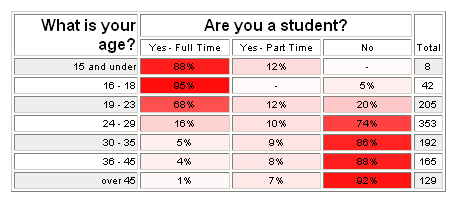 What is your age? Are you a student?
Yes - Full Time Yes - Part Time No Total
15 and under 88% 12% - 8
16 - 18 95% - 5% 42
19 - 23 68% 12% 20% 205
24 - 29 16% 10% 74% 353
30 - 35 5% 9% 86% 192
36 - 45 4% 8% 88% 165
over 45 1% 7% 92% 129